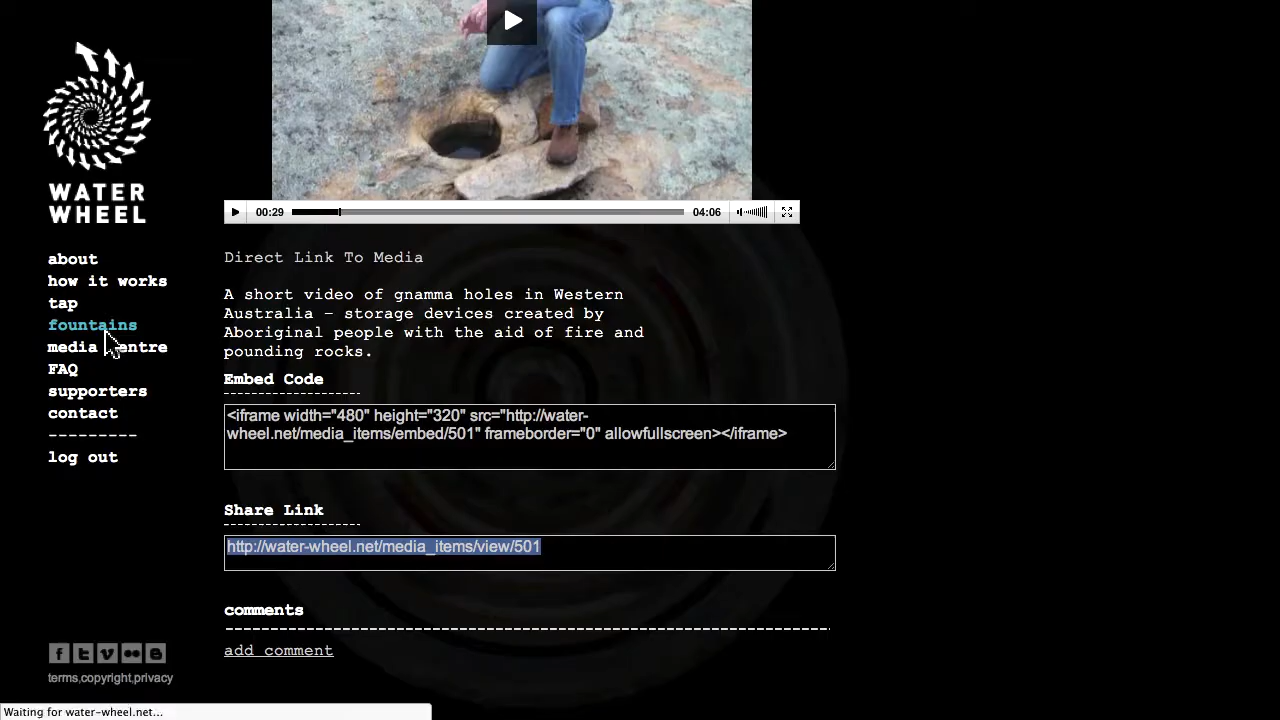 WATER
WHEEL
about
how it works
tap
fountains
media centre
FAQ
supporters
contact
---------
log out
terms,copyright,privacy
00:29
04:06
Direct Link To Media
A short video of gnamma holes in Western
Australia – storage devices created by
Aboriginal people with the aid of fire and
pounding rocks.
Embed Code
<iframe width="480" height="320" src="http://water-
wheel.net/media_items/embed/501" frameborder="0" allowfullscreen></iframe>
Share Link
http://water-wheel.net/media_items/view/501
comments
add comment
Waiting for water-wheel.net...